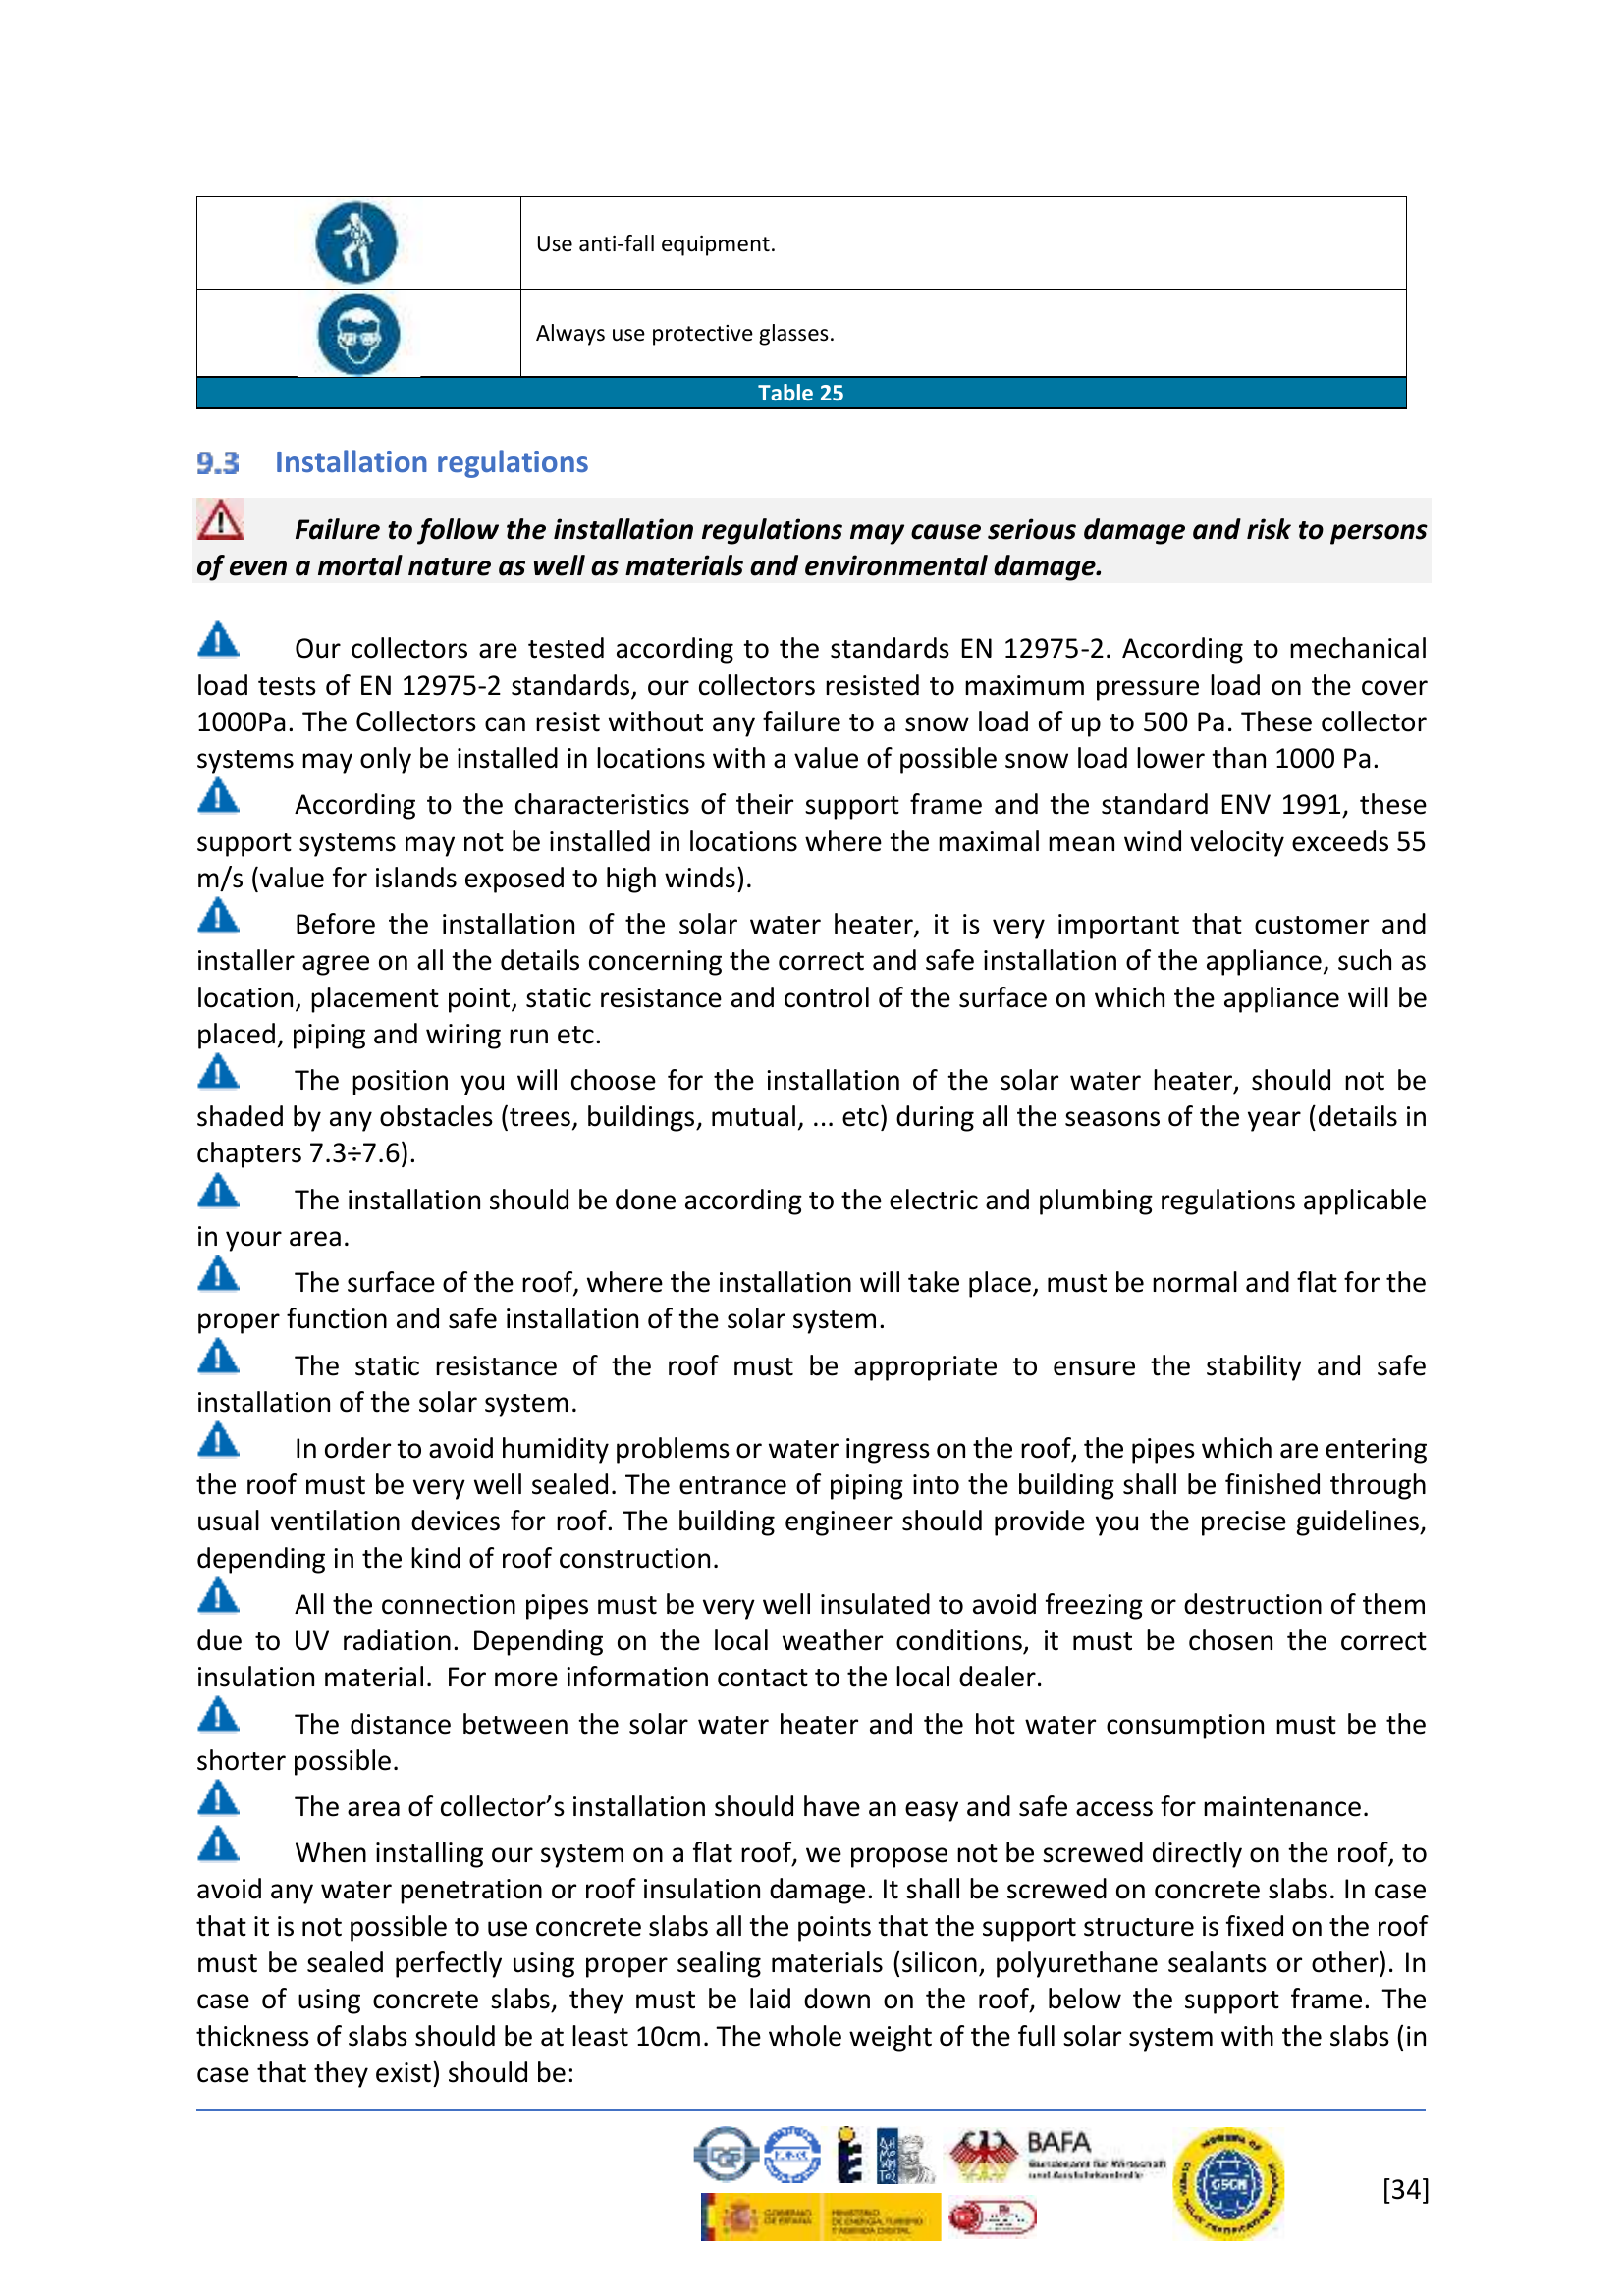 Use anti-fall equipment.
Always use protective glasses.
Table 25
9.3 Installation regulations
Failure to follow the installation regulations may cause serious damage and risk to persons
of even a mortal nature as well as materials and environmental damage.
Our collectors are tested according to the standards EN 12975-2. According to mechanical
load tests of EN 12975-2 standards, our collectors resisted to maximum pressure load on the cover
1000Pa. The Collectors can resist without any failure to a snow load of up to 500 Pa. These collector
systems may only be installed in locations with a value of possible snow load lower than 1000 Pa.
According to the characteristics of their support frame and the standard ENV 1991, these
support systems may not be installed in locations where the maximal mean wind velocity exceeds 55
m/s (value for islands exposed to high winds).
Before the installation of the solar water heater, it is very important that customer and
installer agree on all the details concerning the correct and safe installation of the appliance, such as
location, placement point, static resistance and control of the surface on which the appliance will be
placed, piping and wiring run etc.
The position you will choose for the installation of the solar water heater, should not be
shaded by any obstacles (trees, buildings, mutual, ... etc) during all the seasons of the year (details in
chapters 7.3÷7.6).
The installation should be done according to the electric and plumbing regulations applicable
in your area.
The surface of the roof, where the installation will take place, must be normal and flat for the
proper function and safe installation of the solar system.
The static resistance of the roof must be appropriate to ensure the stability and safe
installation of the solar system.
In order to avoid humidity problems or water ingress on the roof, the pipes which are entering
the roof must be very well sealed. The entrance of piping into the building shall be finished through
usual ventilation devices for roof. The building engineer should provide you the precise guidelines,
depending in the kind of roof construction.
All the connection pipes must be very well insulated to avoid freezing or destruction of them
due to UV radiation. Depending on the local weather conditions, it must be chosen the correct
insulation material.  For more information contact to the local dealer.
The distance between the solar water heater and the hot water consumption must be the
shorter possible.
The area of collector’s installation should have an easy and safe access for maintenance.
When installing our system on a flat roof, we propose not be screwed directly on the roof, to
avoid any water penetration or roof insulation damage. It shall be screwed on concrete slabs. In case
that it is not possible to use concrete slabs all the points that the support structure is fixed on the roof
must be sealed perfectly using proper sealing materials (silicon, polyurethane sealants or other). In
case of using concrete slabs, they must be laid down on the roof, below the support frame. The
thickness of slabs should be at least 10cm. The whole weight of the full solar system with the slabs (in
case that they exist) should be:
BAFA
Bundesamt für Wirtschaft
und Ausfuhrkontrolle
GOBIERNO
DE ESPAÑA
MINISTERIO
DE ENERGÍA, TURISMO
Y AGENDA DIGITAL
GSCN
[34]